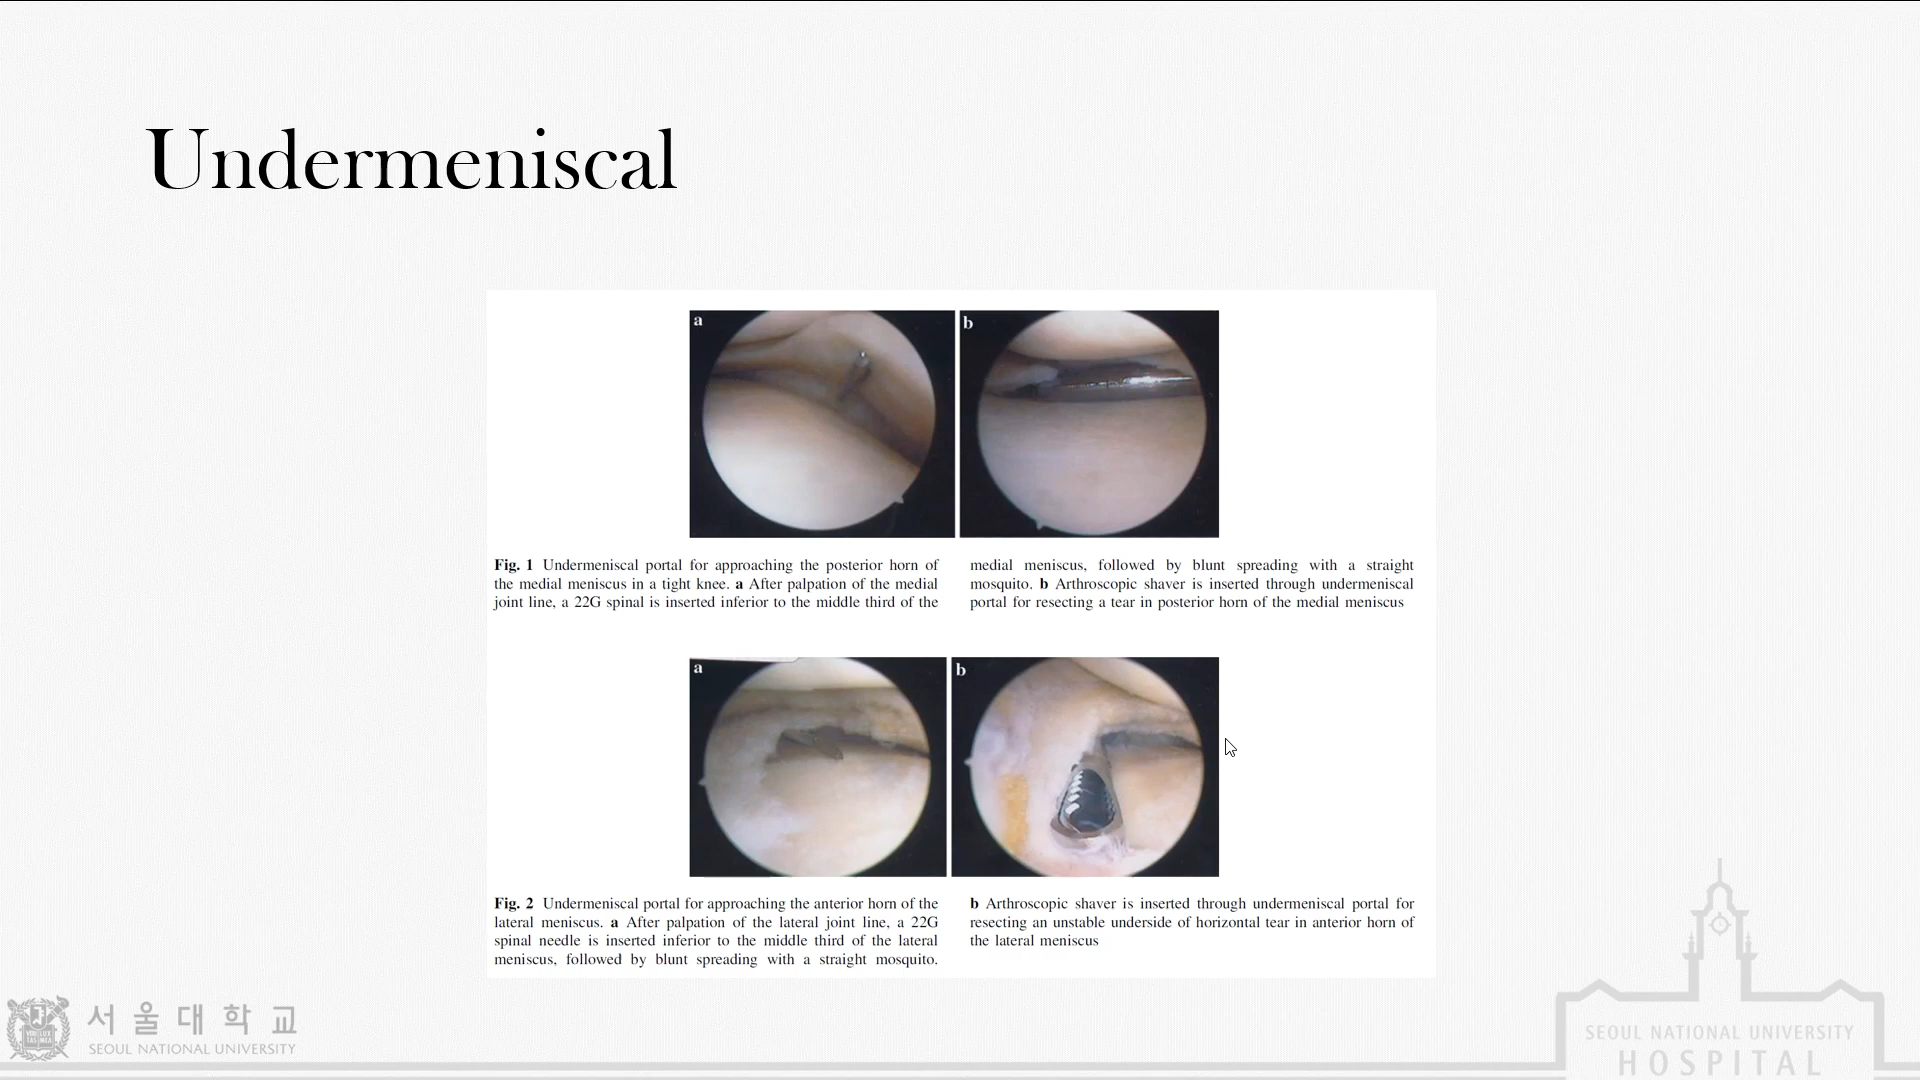 Undermeniscal
a
b
Fig. 1 Undermeniscal portal for approaching the posterior horn of
the medial meniscus in a tight knee. a After palpation of the medial
joint line, a 22G spinal is inserted inferior to the middle third of the
medial meniscus, followed by blunt spreading with a straight
mosquito. b Arthroscopic shaver is inserted through undermeniscal
portal for resecting a tear in posterior horn of the medial meniscus
a
b
Fig. 2 Undermeniscal portal for approaching the anterior horn of the
lateral meniscus. a After palpation of the lateral joint line, a 22G
spinal needle is inserted inferior to the middle third of the lateral
meniscus, followed by blunt spreading with a straight mosquito.
b Arthroscopic shaver is inserted through undermeniscal portal for
resecting an unstable underside of horizontal tear in anterior horn of
the lateral meniscus
서울대학교
SEOUL NATIONAL UNIVERSITY
SEOUL NATIONAL UNIVERSITY
HOSPITAL